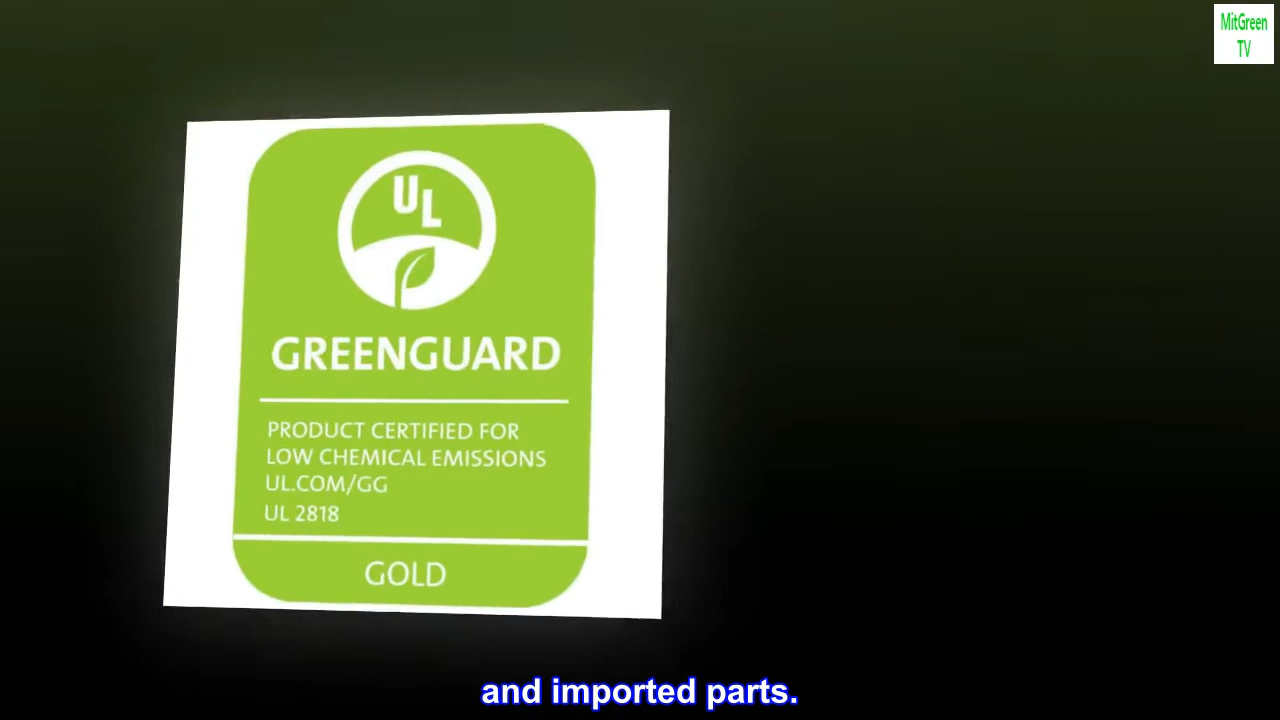 MitGreen
TV
UL
GREENGUARD
PRODUCT CERTIFIED FOR
LOW CHEMICAL EMISSIONS
UL.COM/GG
UL 2818
GOLD
and imported parts.